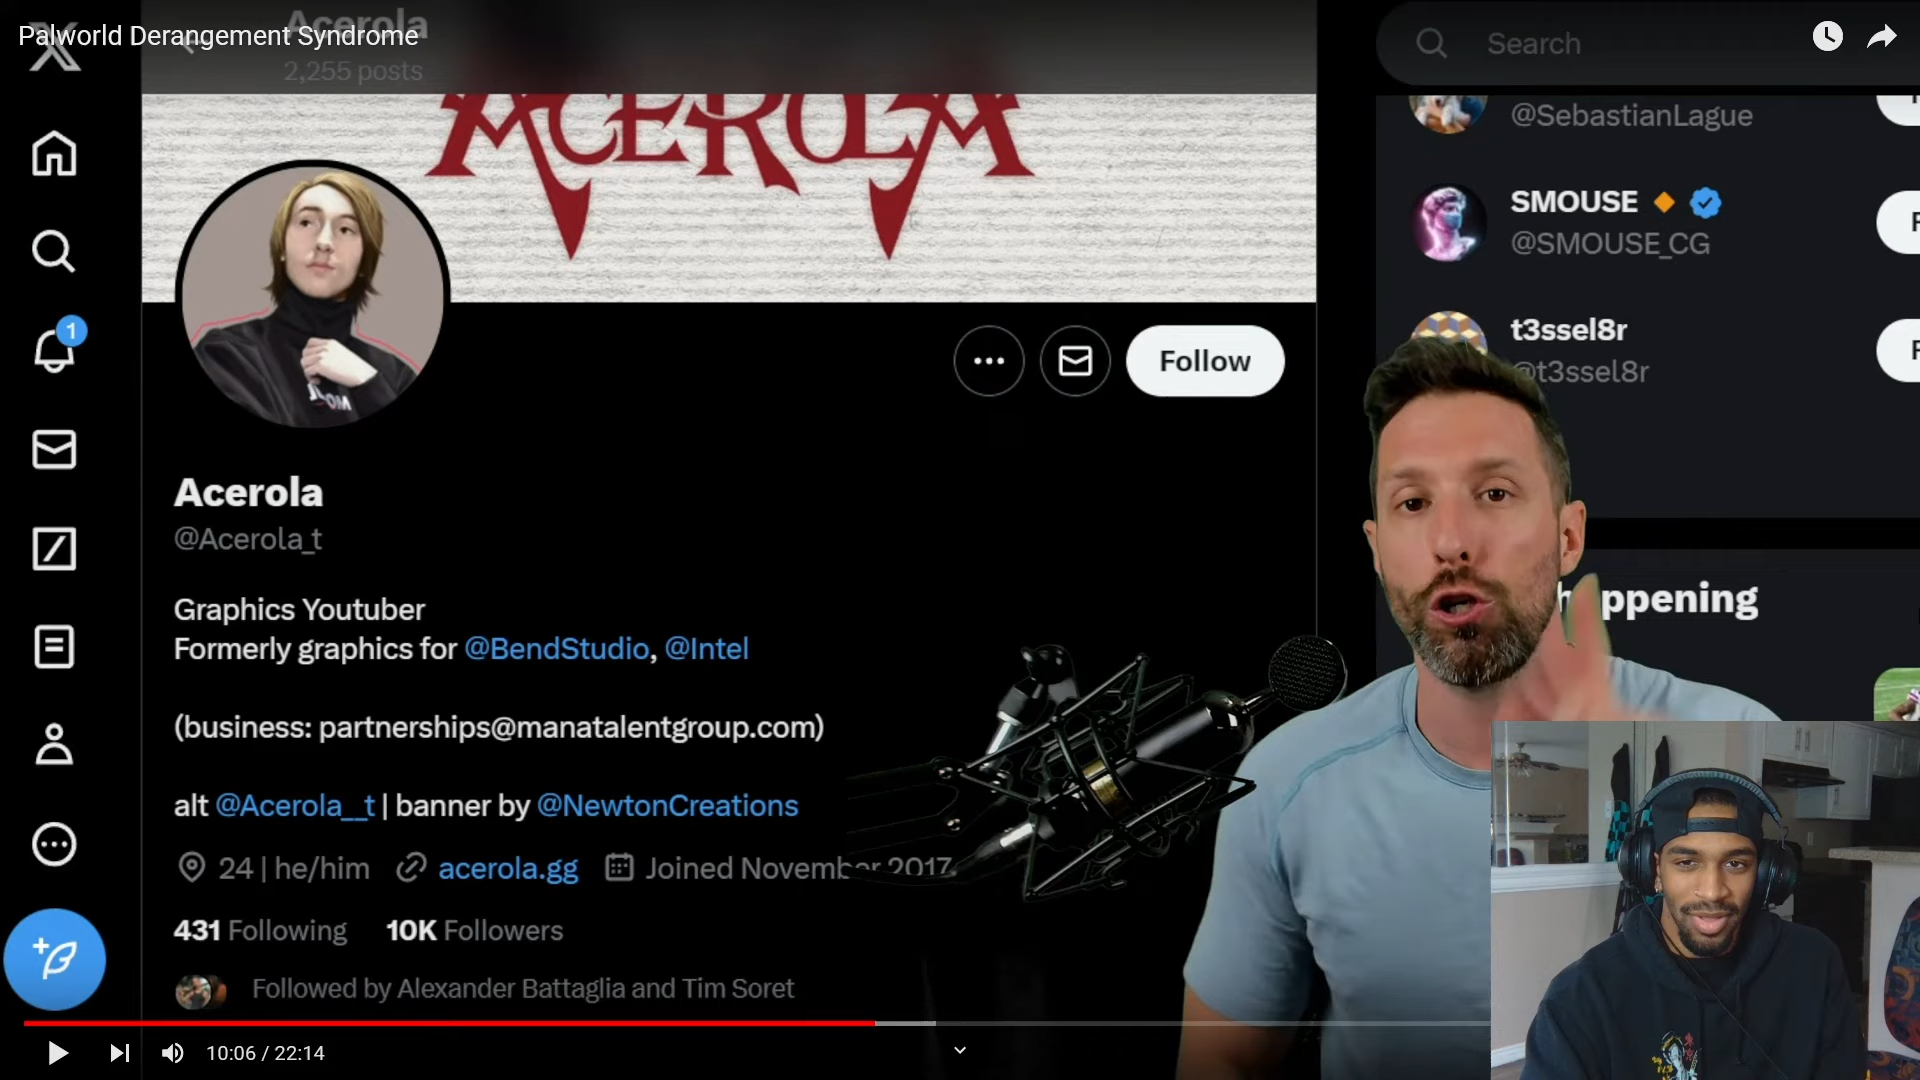 Palworld Derangement Syndrome
Acerola
2,255 posts
ACEROLA
Search
@SebastianLague
SMOUSE
@SMOUSE_CG
t3ssel8r
@t3ssel8r
1
Follow
Acerola
@Acerola_t
Graphics Youtuber
Formerly graphics for @BendStudio, @Intel
(business: partnerships@manatalentgroup.com)
alt @Acerola__t | banner by @NewtonCreations
24 | he/him acerola.gg Joined November 2017
431 Following 10K Followers
Followed by Alexander Battaglia and Tim Soret
happening
10:06 / 22:14